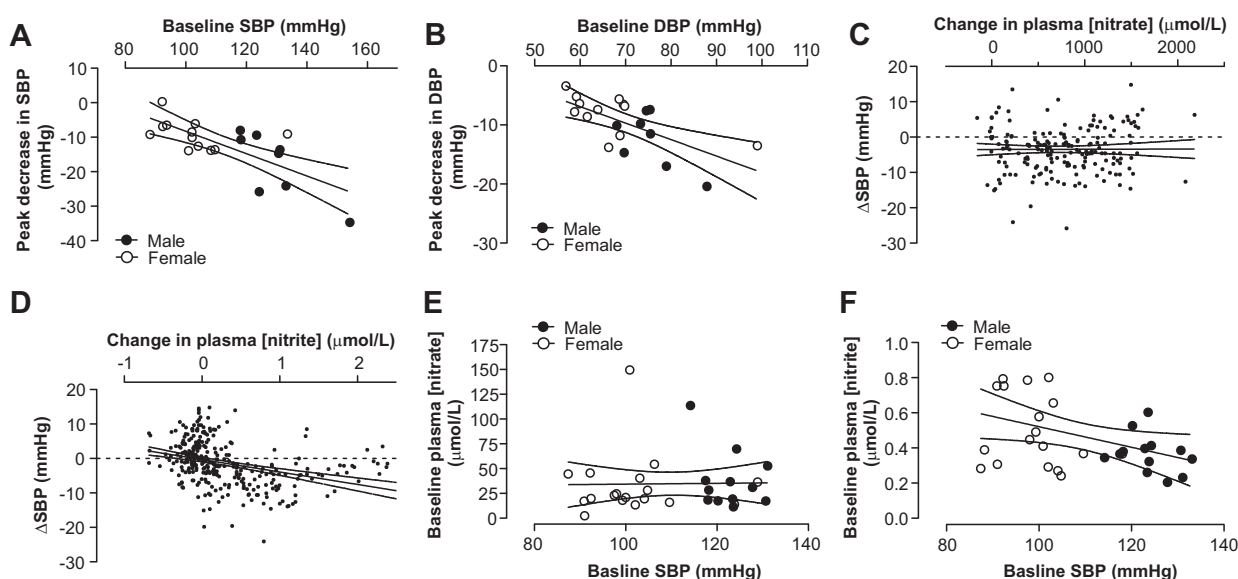 A
Baseline SBP (mmHg)
80 100 120 140 160
Peak decrease in SBP
(mmHg)
10
0
-10
-20
-30
-40
Male
Female
B
Baseline DBP (mmHg)
50 60 70 80 90 100 110
Peak decrease in DBP
(mmHg)
0
-10
-20
-30
Male
Female
C
Change in plasma [nitrate] (μmol/L)
0 1000 2000
ΔSBP (mmHg)
20
10
0
-10
-20
-30
D
Change in plasma [nitrite] (μmol/L)
-1 0 1 2
ΔSBP (mmHg)
20
10
0
-10
-20
-30
E
Male
Female
Baseline plasma [nitrate]
(μmol/L)
175
150
125
100
75
50
25
0
80 100 120 140
Basline SBP (mmHg)
F
Male
Female
Baseline plasma [nitrite]
(μmol/L)
1.0
0.8
0.6
0.4
0.2
0.0
80 100 120 140
Basline SBP (mmHg)